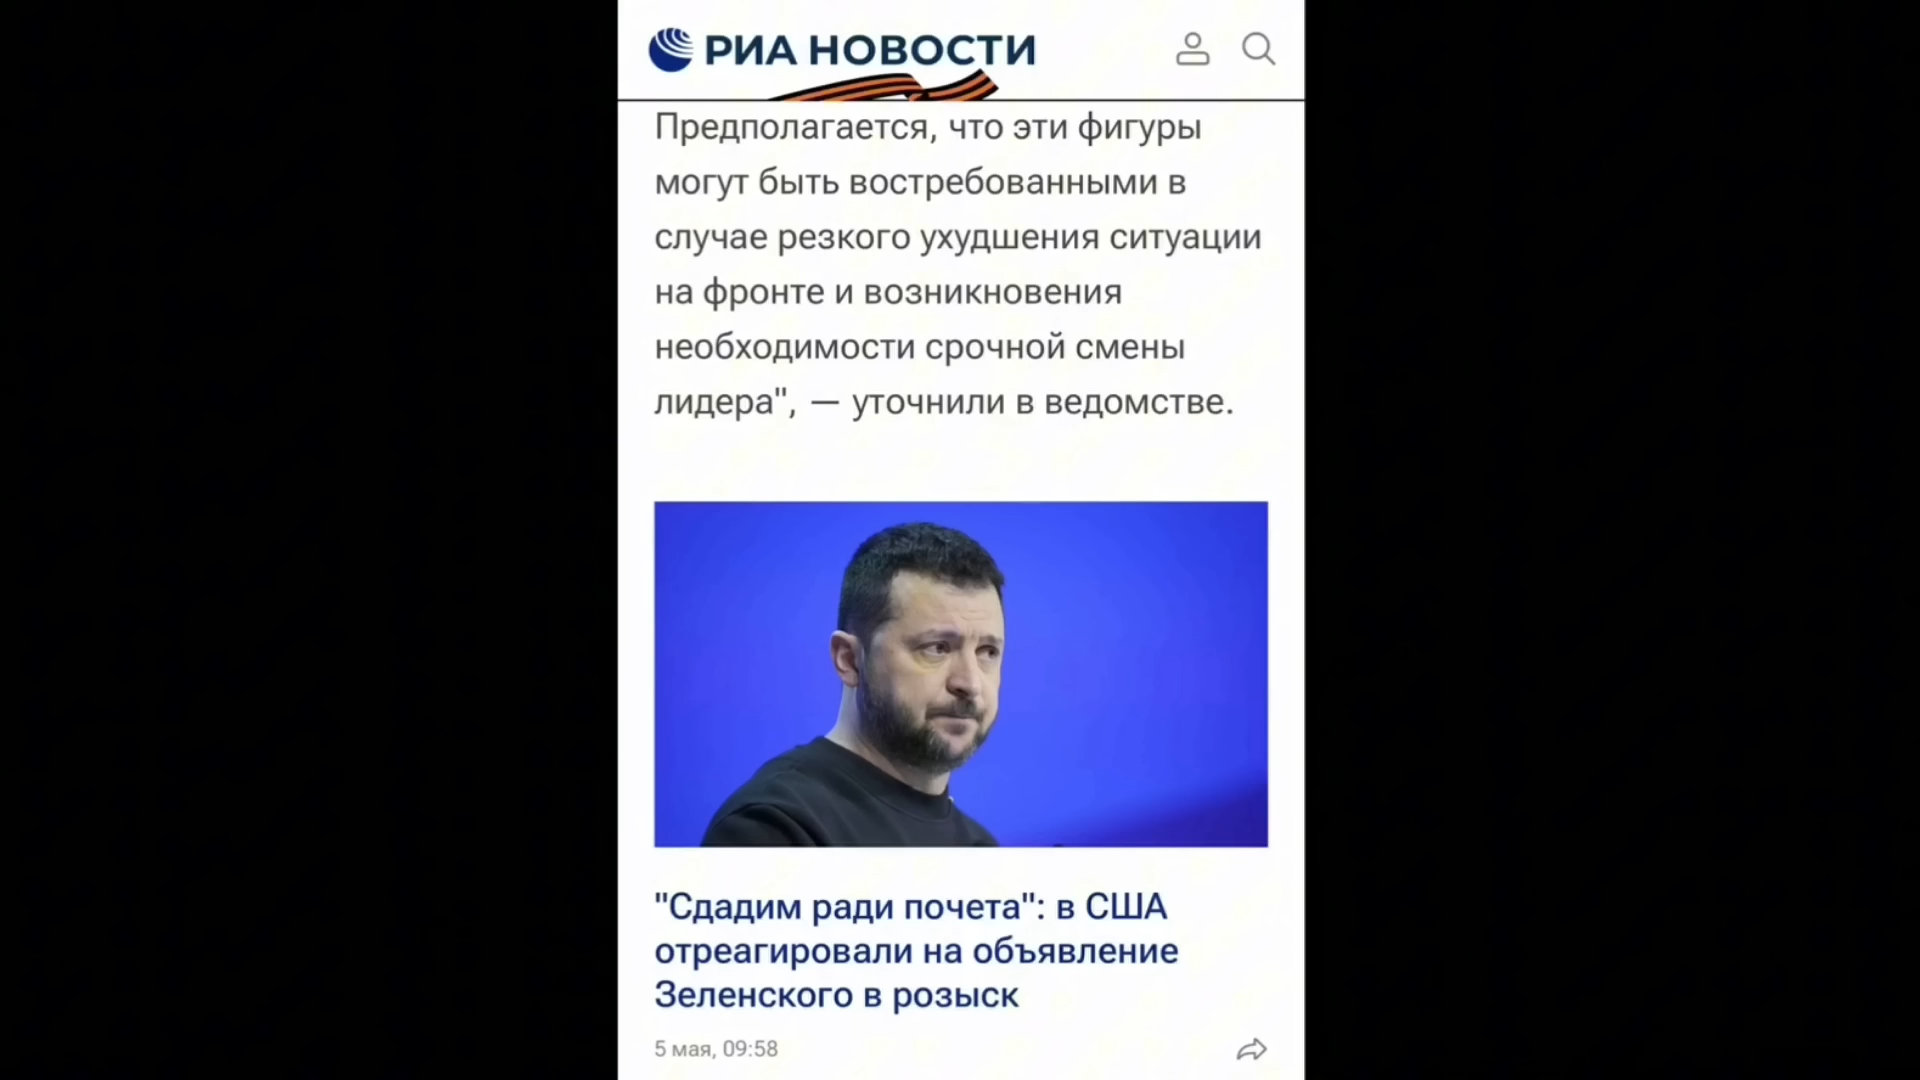 РИА НОВОСТИ
Предполагается, что эти фигуры
могут быть востребованными в
случае резкого ухудшения ситуации
на фронте и возникновения
необходимости срочной смены
лидера", — уточнили в ведомстве.
"Сдадим ради почета": в США
отреагировали на объявление
Зеленского в розыск
5 мая, 09:58